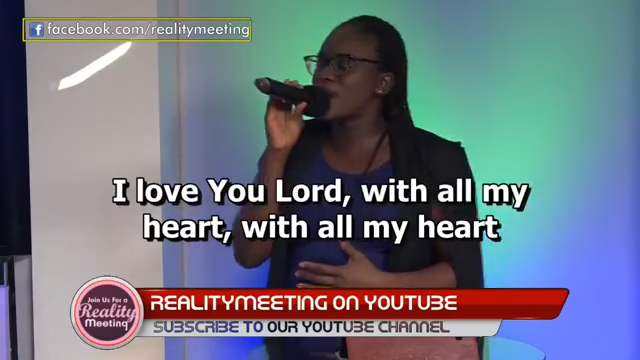 facebook.com/realitymeeting
I love You Lord, with all my
heart, with all my heart
Join Us For a
Reality
Meeting
REALITYMEETING ON YOUTUBE
SUBSCRIBE TO OUR YOUTUBE CHANNEL